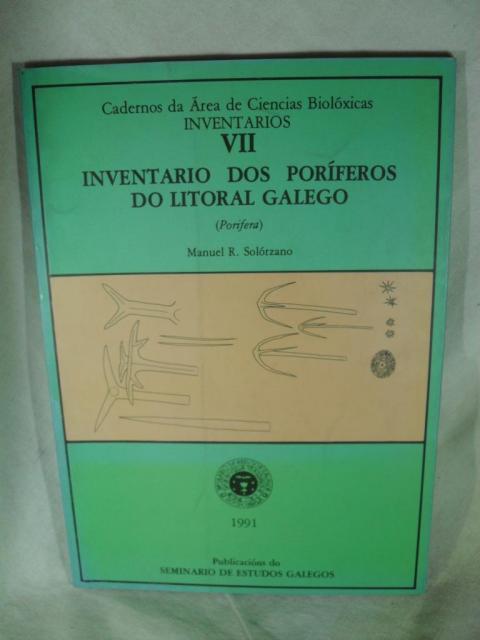 Cadernos da Área de Ciencias Biolóxicas
INVENTARIOS
VII
INVENTARIO DOS PORÍFEROS
DO LITORAL GALEGO
(Porifera)
Manuel R. Solórzano
1991
Publicacións do
SEMINARIO DE ESTUDOS GALEGOS